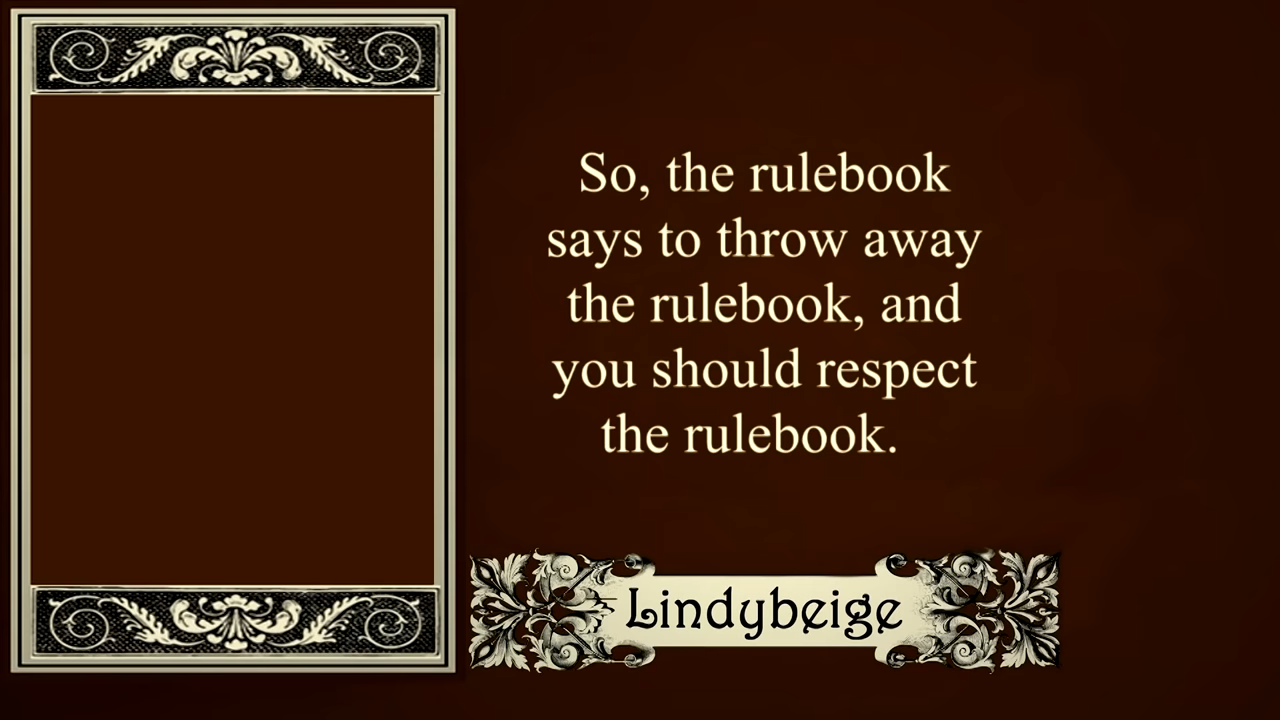 So, the rulebook
says to throw away
the rulebook, and
you should respect
the rulebook.
Lindybeige